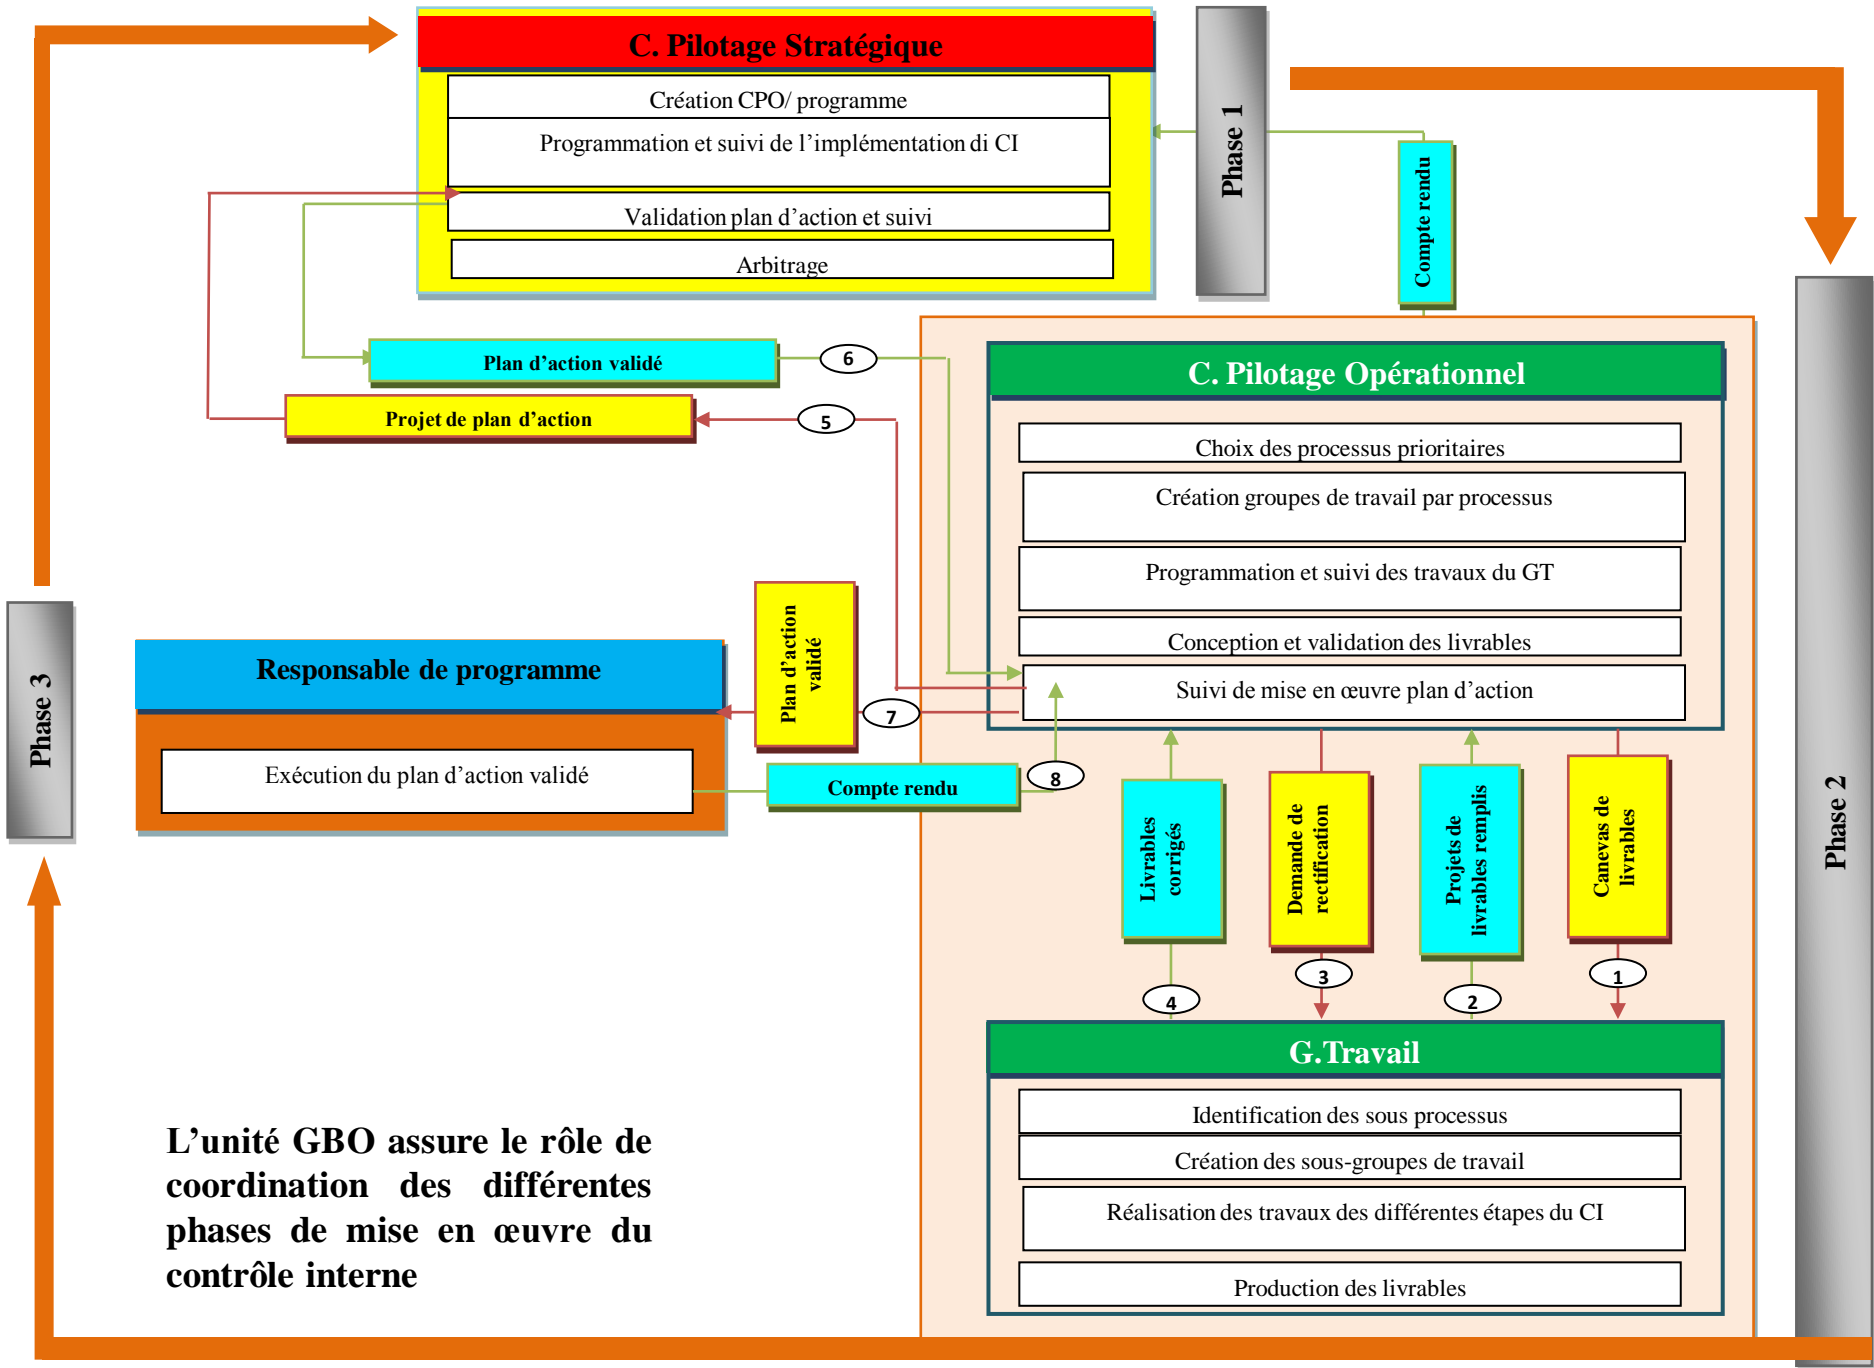 C. Pilotage Stratégique
Création CPO/ programme
Programmation et suivi de l’implémentation di CI
Validation plan d’action et suivi
Arbitrage
Phase 1
Compte rendu
Plan d’action validé
6
Projet de plan d’action
5
C. Pilotage Opérationnel
Choix des processus prioritaires
Création groupes de travail par processus
Programmation et suivi des travaux du GT
Conception et validation des livrables
Suivi de mise en œuvre plan d’action
Phase 2
Phase 3
Responsable de programme
Exécution du plan d’action validé
Plan d’action
validé
7
Compte rendu
8
Livrables
corrigés
4
Demande de
rectification
3
Projets de
livrables remplis
2
Canevas de
livrables
1
G.Travail
Identification des sous processus
Création des sous-groupes de travail
Réalisation des travaux des différentes étapes du CI
Production des livrables
L’unité GBO assure le rôle de
coordination des différentes
phases de mise en œuvre du
contrôle interne